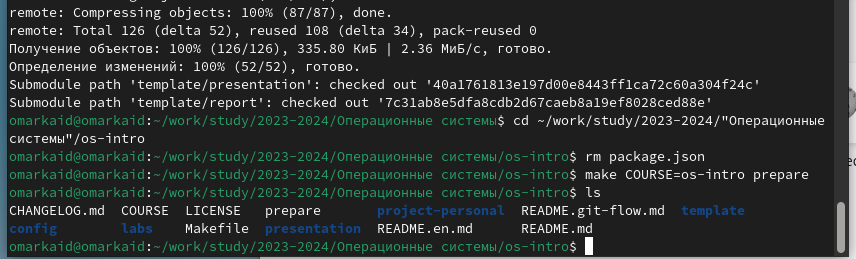 remote: Compressing objects: 100% (87/87), done.
remote: Total 126 (delta 52), reused 108 (delta 34), pack-reused 0
Получение объектов: 100% (126/126), 335.80 КиБ | 2.36 МиБ/с, готово.
Определение изменений: 100% (52/52), готово.
Submodule path 'template/presentation': checked out '40a1761813e197d00e8443ff1ca72c60a304f24c'
Submodule path 'template/report': checked out '7c31ab8e5dfa8cdb2d67caeb8a19ef8028ced88e'
omarkaid@omarkaid:~/work/study/2023-2024/Операционные системы$ cd ~/work/study/2023-2024/"Операционные
системы"/os-intro
omarkaid@omarkaid:~/work/study/2023-2024/Операционные системы/os-intro$ rm package.json
omarkaid@omarkaid:~/work/study/2023-2024/Операционные системы/os-intro$ make COURSE=os-intro prepare
omarkaid@omarkaid:~/work/study/2023-2024/Операционные системы/os-intro$ ls
CHANGELOG.md COURSE LICENSE prepare project-personal README.git-flow.md template
config labs Makefile presentation README.en.md README.md
omarkaid@omarkaid:~/work/study/2023-2024/Операционные системы/os-intro$